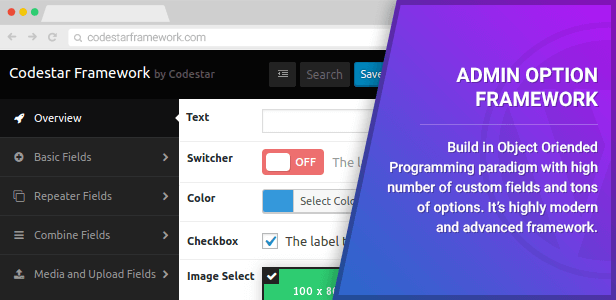 codestarframework.com
Codestar Framework by Codestar
Search
Save
Overview
Basic Fields
Repeater Fields
Combine Fields
Media and Upload Fields
Text
Switcher
OFF
The l
Color
Select Colo
Checkbox
The label t
Image Select
100 x 80
ADMIN OPTION
FRAMEWORK
Build in Object Oriended
Programming paradigm with high
number of custom fields and tons
of options. It's highly modern
and advanced framework.